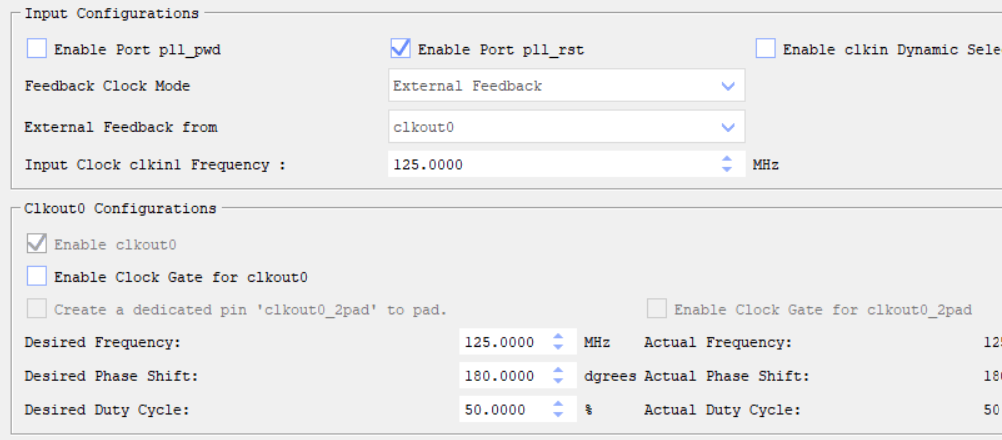 Input Configurations
Enable Port pll_pwd Enable Port pll_rst Enable clkin Dynamic Sele
Feedback Clock Mode External Feedback
External Feedback from clkout0
Input Clock clkin1 Frequency : 125.0000 MHz
Clkout0 Configurations
Enable clkout0
Enable Clock Gate for clkout0
Create a dedicated pin 'clkout0_2pad' to pad. Enable Clock Gate for clkout0_2pad
Desired Frequency: 125.0000 MHz Actual Frequency: 12
Desired Phase Shift: 180.0000 dgrees Actual Phase Shift: 18
Desired Duty Cycle: 50.0000 % Actual Duty Cycle: 50